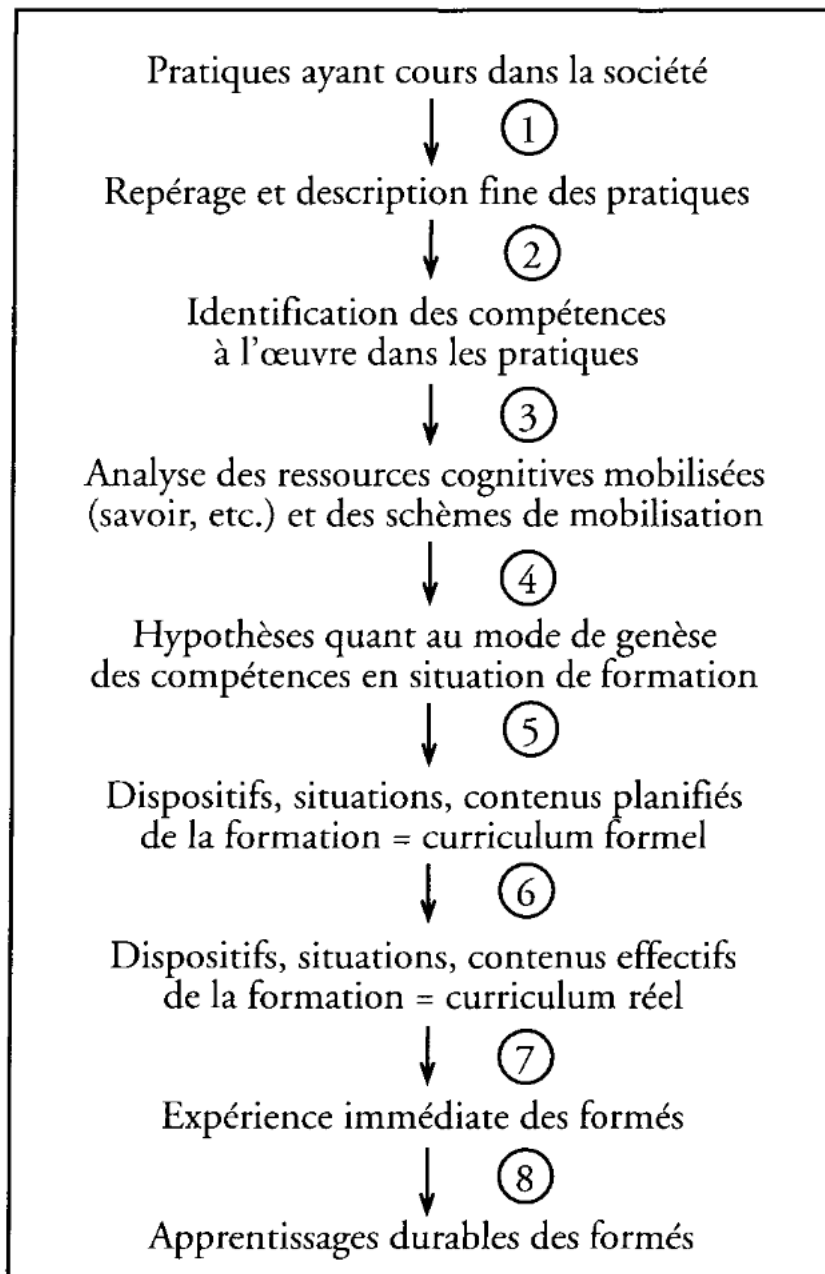 Pratiques ayant cours dans la société
1
Repérage et description fine des pratiques
2
Identification des compétences
à l'œuvre dans les pratiques
3
Analyse des ressources cognitives mobilisées
(savoir, etc.) et des schèmes de mobilisation
4
Hypothèses quant au mode de genèse
des compétences en situation de formation
5
Dispositifs, situations, contenus planifiés
de la formation = curriculum formel
6
Dispositifs, situations, contenus effectifs
de la formation = curriculum réel
7
Expérience immédiate des formés
8
Apprentissages durables des formés